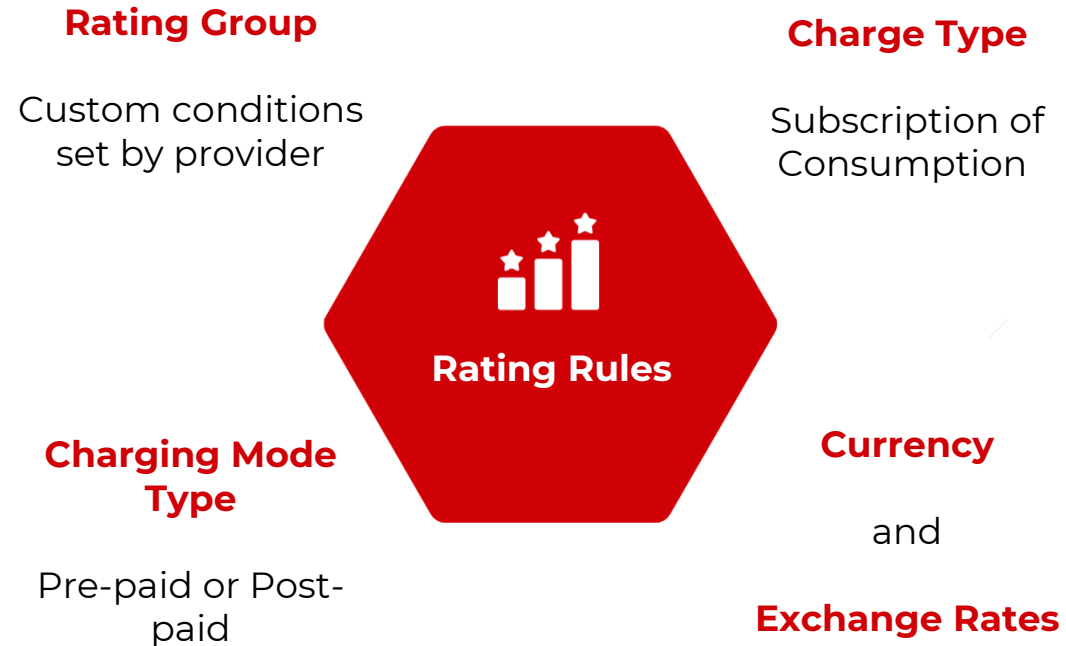 Rating Group
Custom conditions
set by provider
Charge Type
Subscription of
Consumption
Rating Rules
Charging Mode
Type
Pre-paid or Post-
paid
Currency
and
Exchange Rates